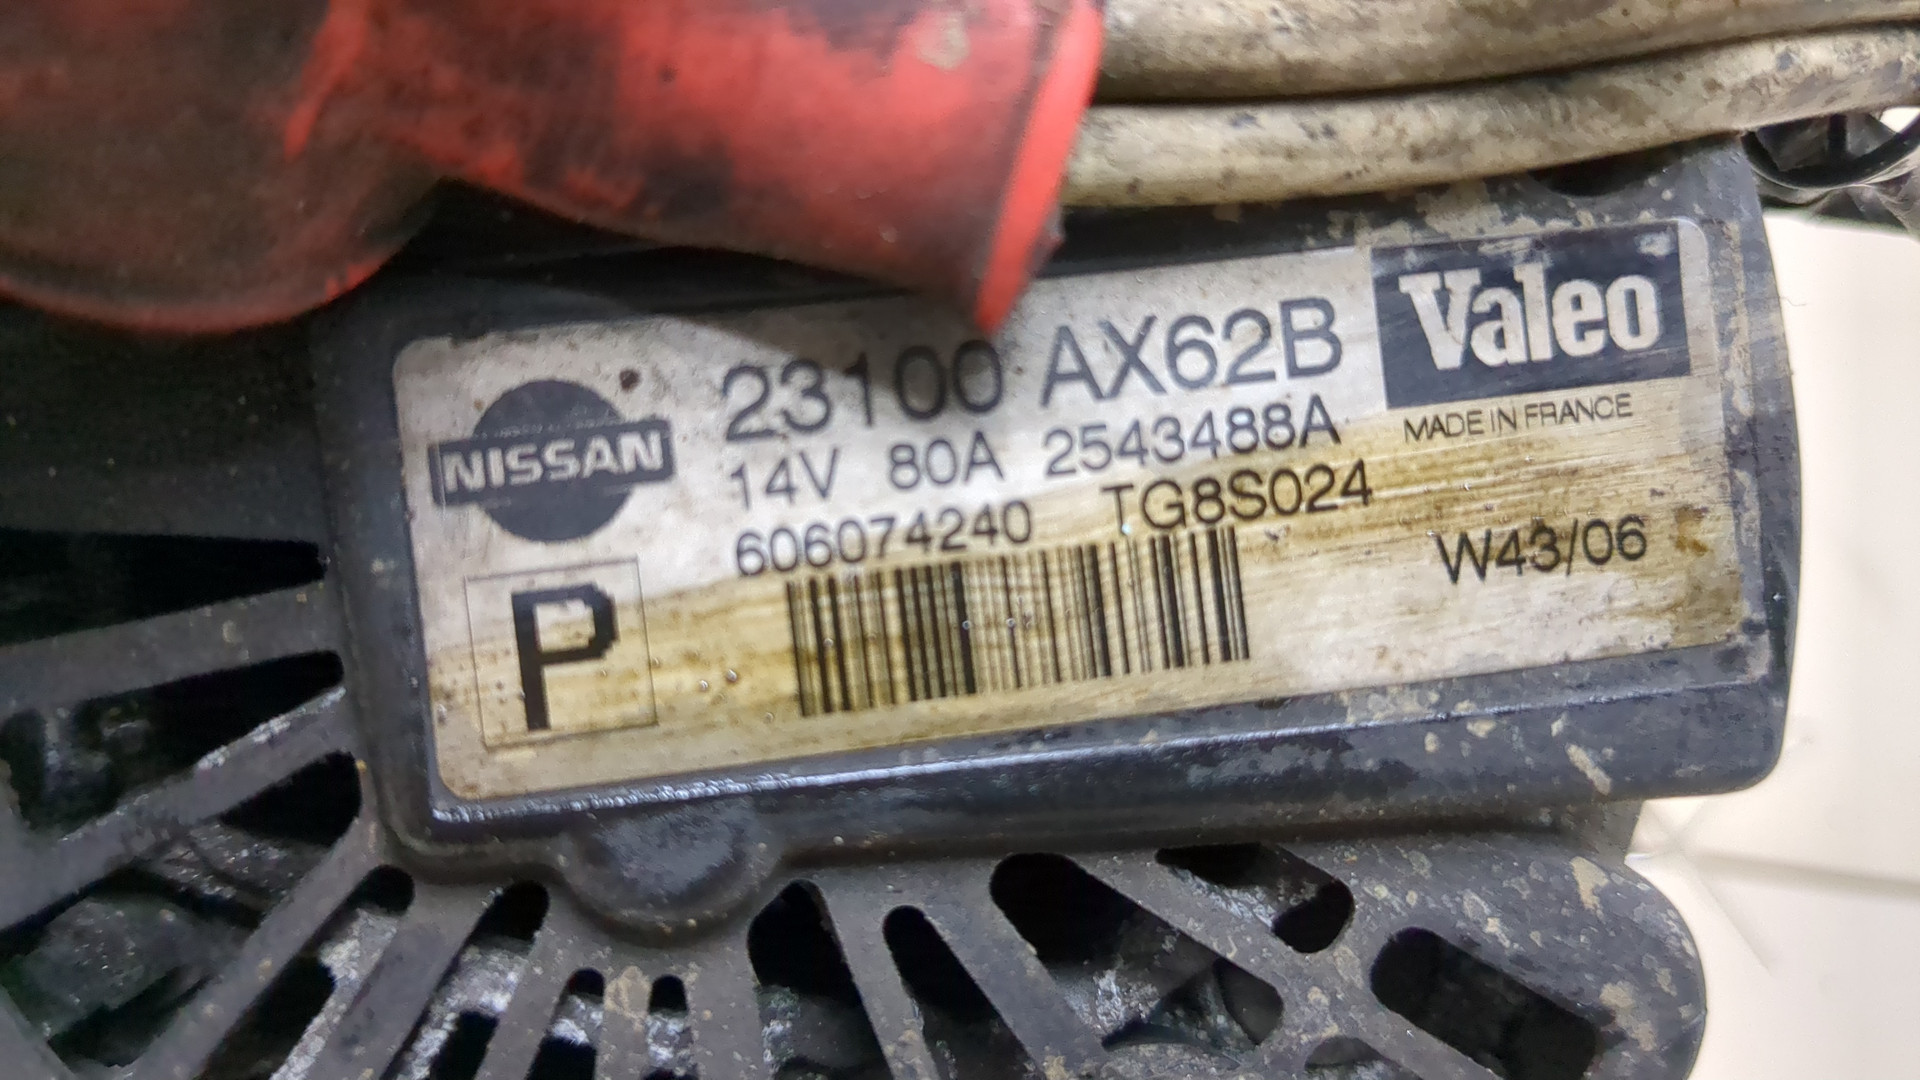 NISSAN
23100 AX62B
Valeo
14V 80A 2543488A
MADE IN FRANCE
606074240 TG8S024
W43/06
P